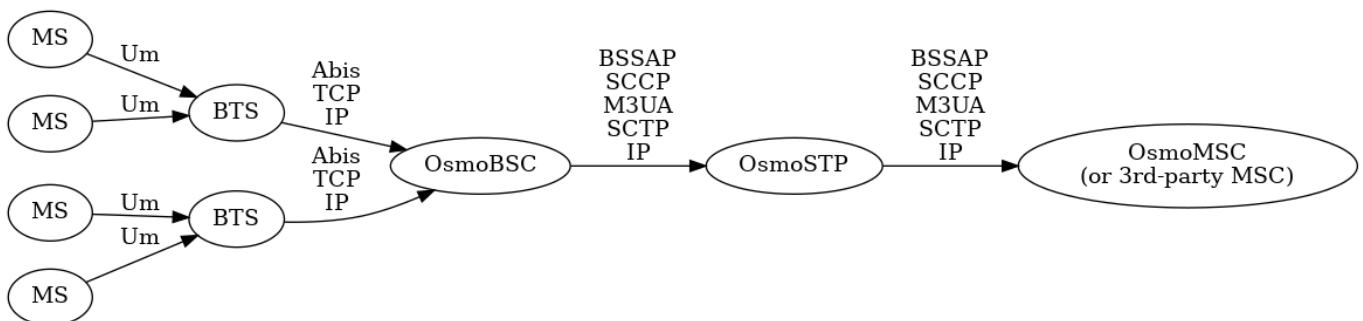 MS
Um
MS
Um
BTS
Abis
TCP
IP
MS
Um
MS
Um
BTS
Abis
TCP
IP
OsmoBSC
BSSAP
SCCP
M3UA
SCTP
IP
OsmoSTP
BSSAP
SCCP
M3UA
SCTP
IP
OsmoMSC
(or 3rd-party MSC)